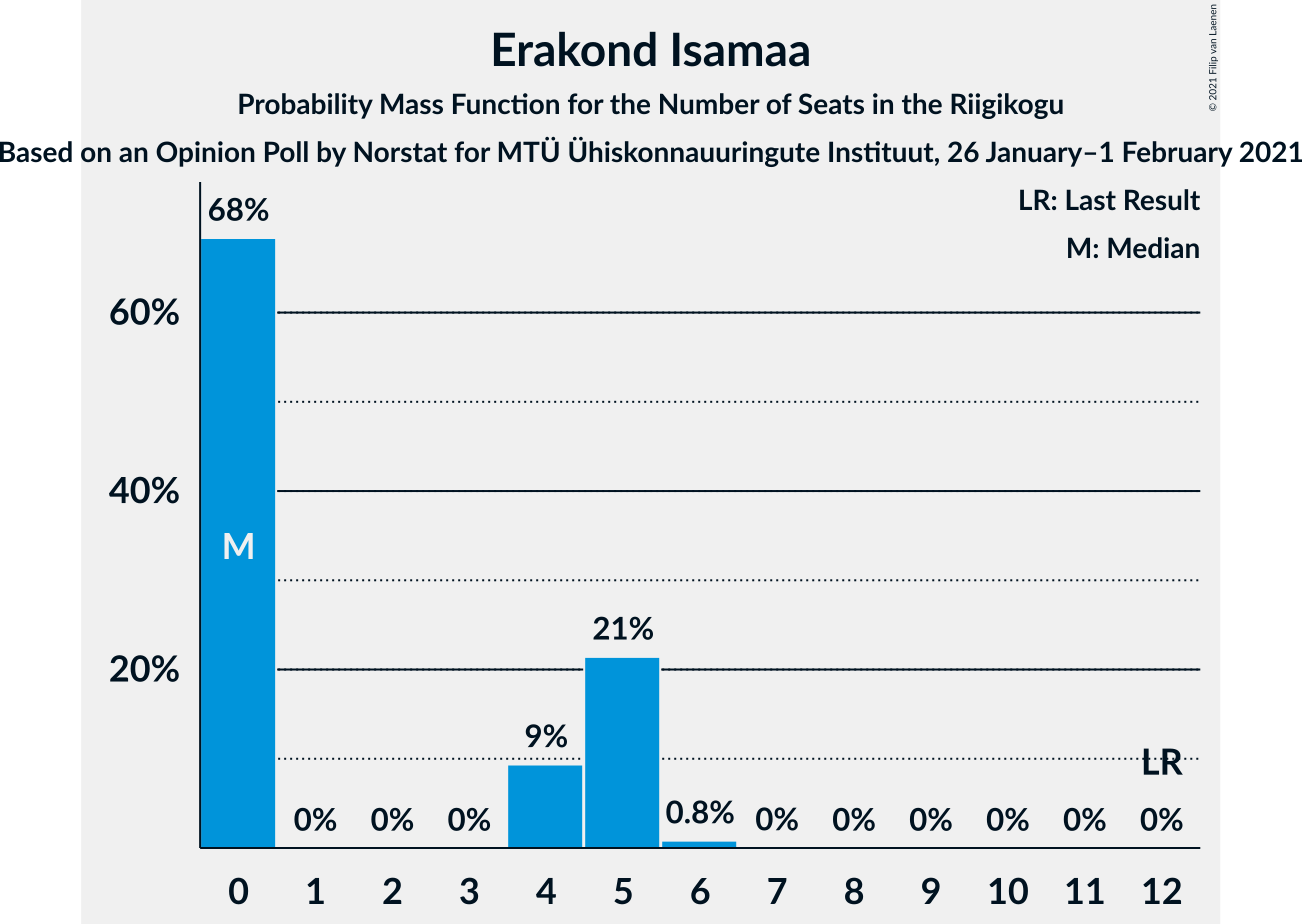 Erakond Isamaa
Probability Mass Function for the Number of Seats in the Riigikogu
Based on an Opinion Poll by Norstat for MTÜ Ühiskonnauuringute Instituut, 26 January–1 February 2021
© 2021 Filip van Laenen
LR: Last Result
M: Median
68%
60%
40%
M
21%
20%
9%
LR
0% 0% 0% 0.8% 0% 0% 0% 0% 0% 0%
0 1 2 3 4 5 6 7 8 9 10 11 12